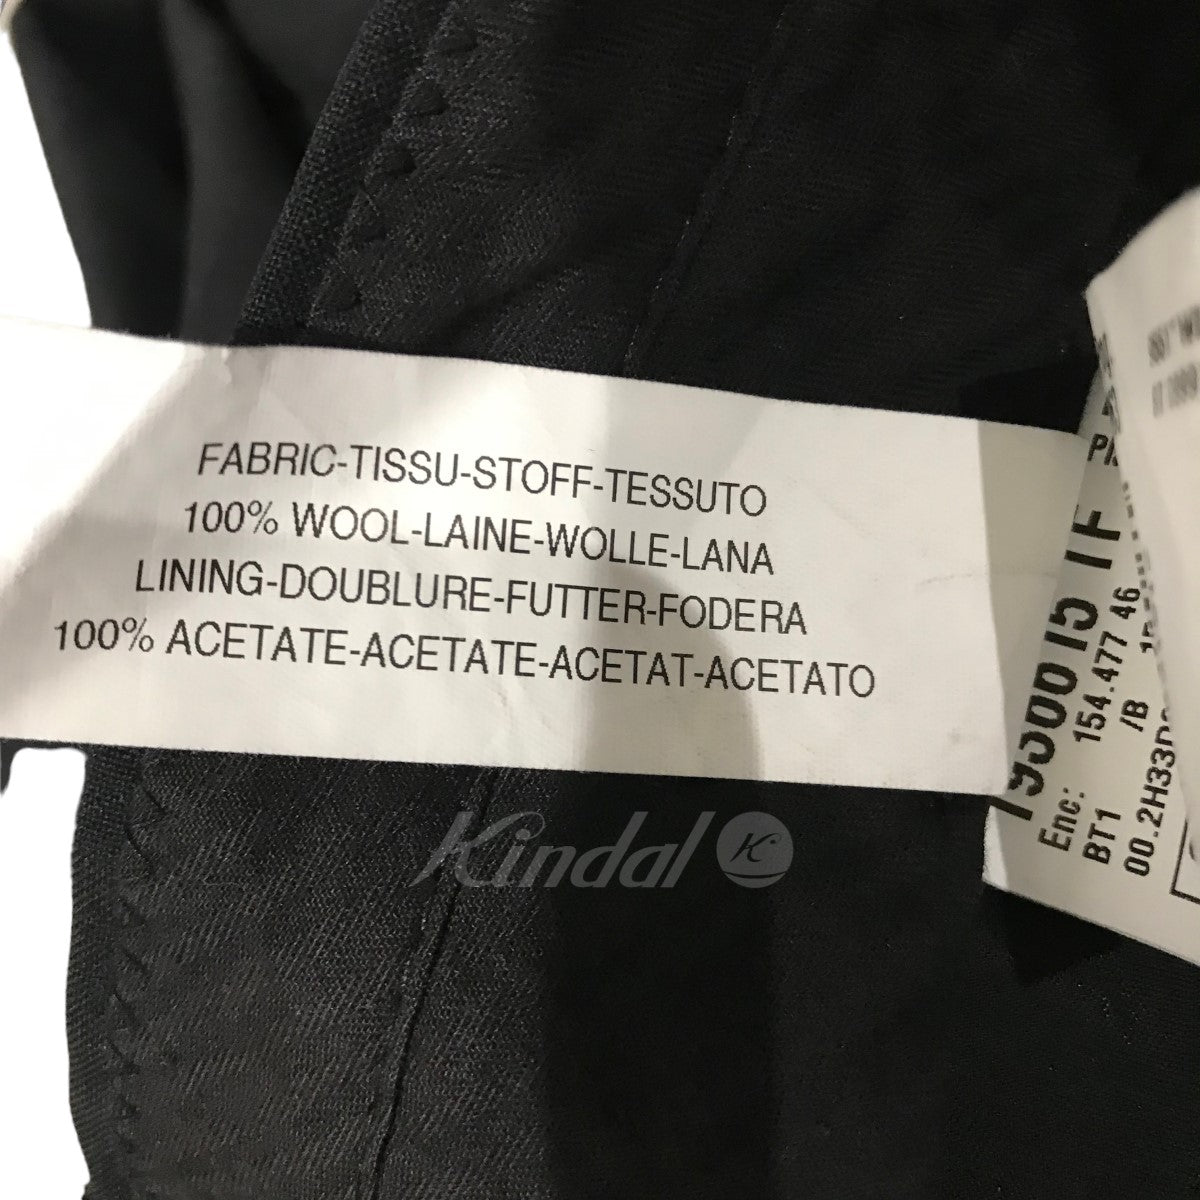 FABRIC-TISSU-STOFF-TESSUTO
100% WOOL-LAINE-WOLLE-LANA
LINING-DOUBLURE-FUTTER-FODERA
100% ACETATE-ACETATE-ACETAT-ACETATO
Enc: 154.477 46
BT1 /B
Kindal
K